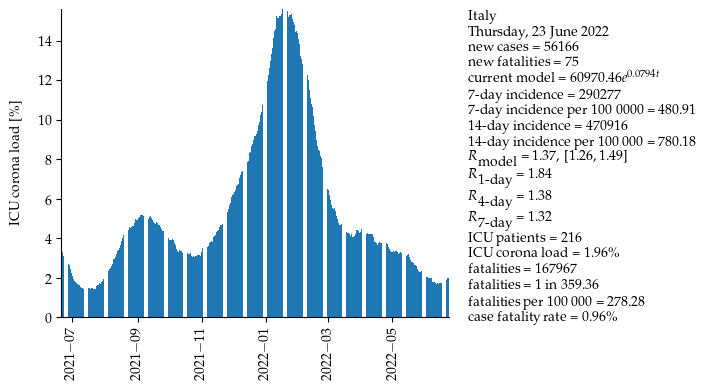 ICU corona load [%]
14
12
10
8
6
4
2
0
2021−07
2021−09
2021−11
2022−01
2022−03
2022−05
Italy
Thursday, 23 June 2022
new cases = 56166
new fatalities = 75
current model = 60970.46e^0.0794t
7-day incidence = 290277
7-day incidence per 100 0000 = 480.91
14-day incidence = 470916
14-day incidence per 100 000 = 780.18
R_model = 1.37, [1.26, 1.49]
R_1-day = 1.84
R_4-day = 1.38
R_7-day = 1.32
ICU patients = 216
ICU corona load = 1.96%
fatalities = 167967
fatalities = 1 in 359.36
fatalities per 100 000 = 278.28
case fatality rate = 0.96%